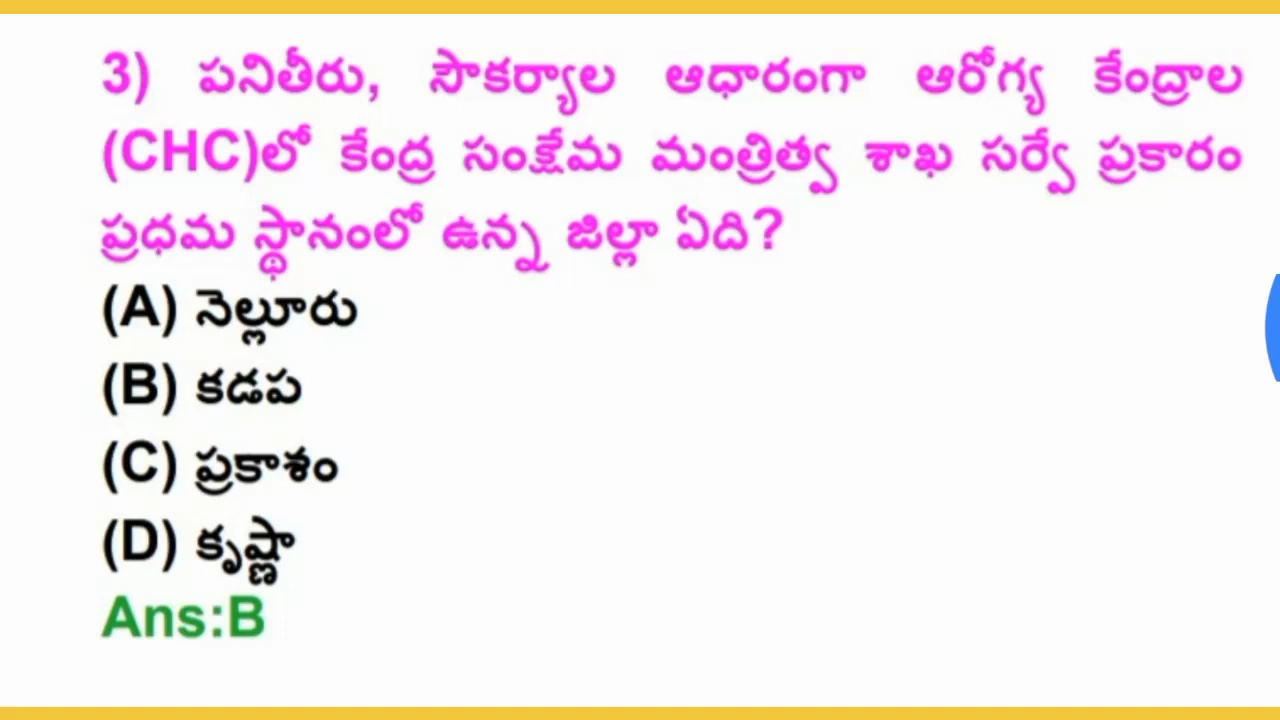 3) పనితీరు, సౌకర్యాల ఆధారంగా ఆరోగ్య కేంద్రాల
(CHC)లో కేంద్ర సంక్షేమ మంత్రిత్వ శాఖ సర్వే ప్రకారం
ప్రధమ స్థానంలో ఉన్న జిల్లా ఏది?
(A) నెల్లూరు
(B) కడప
(C) ప్రకాశం
(D) కృష్ణా
Ans:B